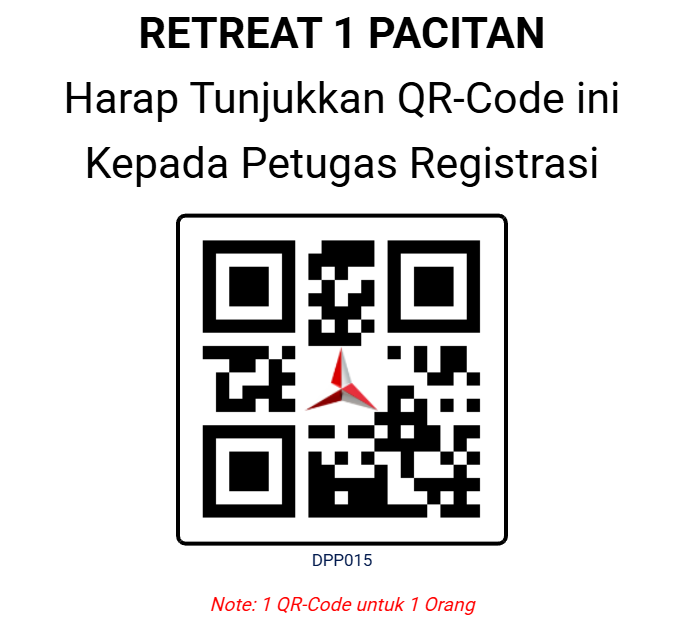 RETREAT 1 PACITAN
Harap Tunjukkan QR-Code ini
Kepada Petugas Registrasi
DPP015
Note: 1 QR-Code untuk 1 Orang